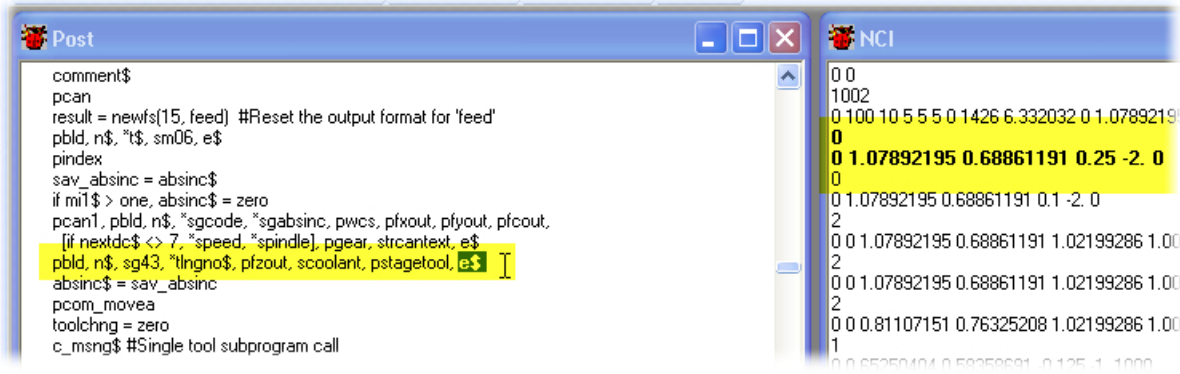 Post
comment$
pcan
result = newfs(15, feed)  #Reset the output format for 'feed'
pbld, n$, *t$, sm06, e$
pindex
sav_absinc = absinc$
if mi1$ > one, absinc$ = zero
pcan1, pbld, n$, *sgcode, *sgabsinc, pwcs, pfxout, pfyout, pfcout,
[if nextdc$ <> 7, *speed, *spindle], pgear, strcantext, e$
pbld, n$, sg43, *tlngno$, pfzout, scoolant, pstagetool, e$
absinc$ = sav_absinc
pcom_movea
toolchng = zero
c_msng$ #Single tool subprogram call
NCI
0 0
1002
0 100 10 5 5 5 0 1426 6.332032 0 1.0789219
0
0 1.07892195 0.68861191 0.25 -2. 0
0
0 1.07892195 0.68861191 0.1 -2. 0
2
0 0 1.07892195 0.68861191 1.02199286 1.00
2
0 0 1.07892195 0.68861191 1.02199286 1.00
2
0 0 0.81107151 0.76325208 1.02199286 1.00
1